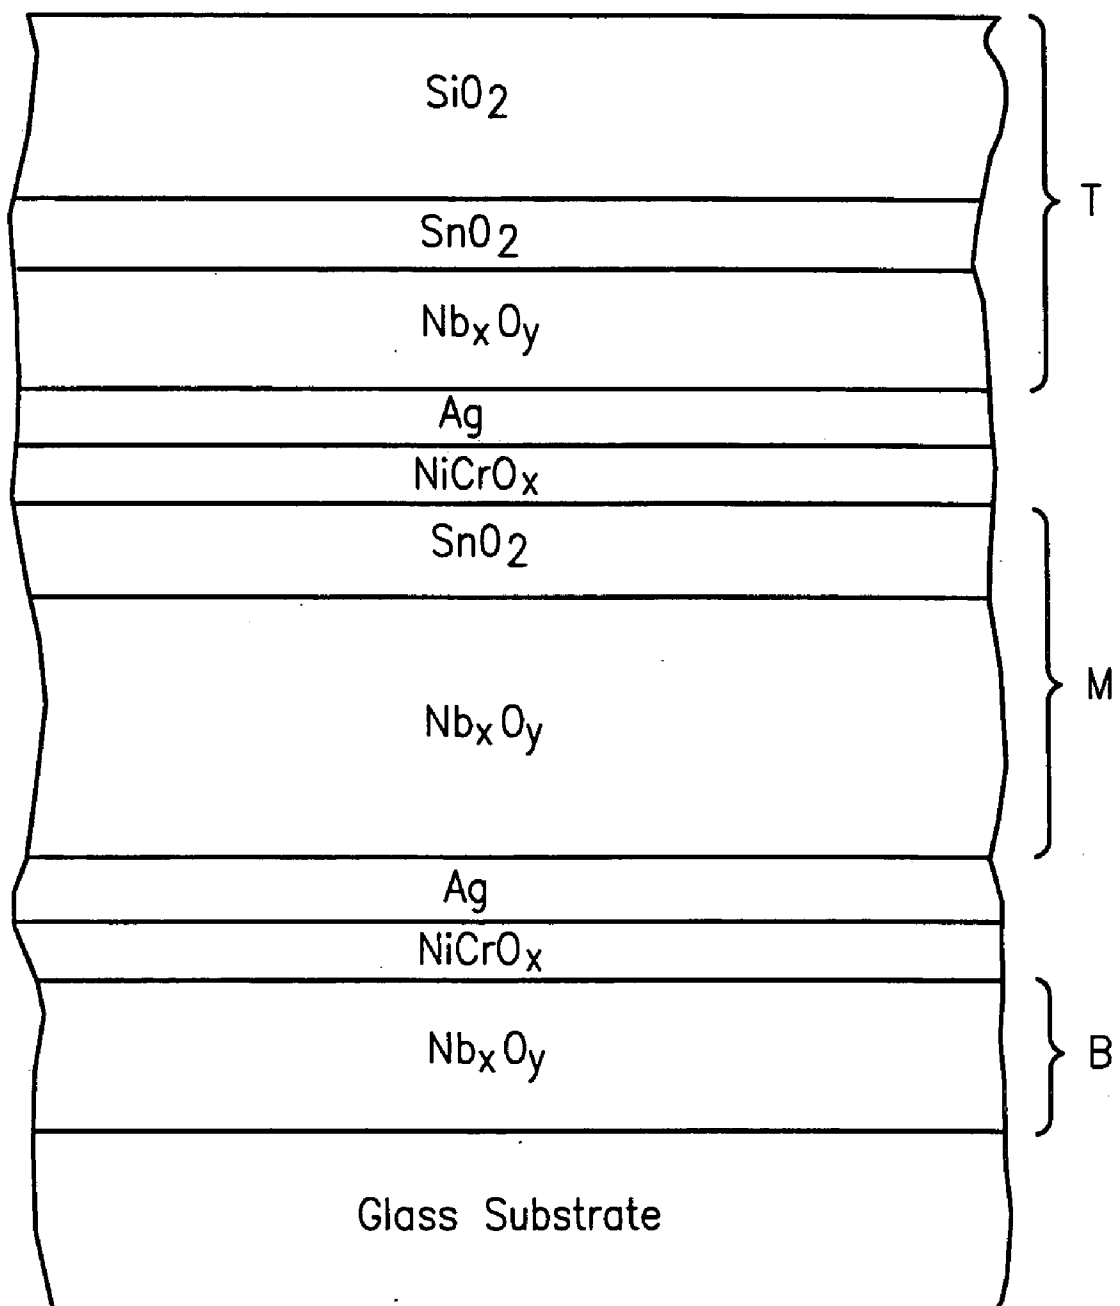 SiO2
T
SnO2
NbxOy
Ag
NiCrOx
SnO2
M
NbxOy
Ag
NiCrOx
NbxOy
B
Glass Substrate